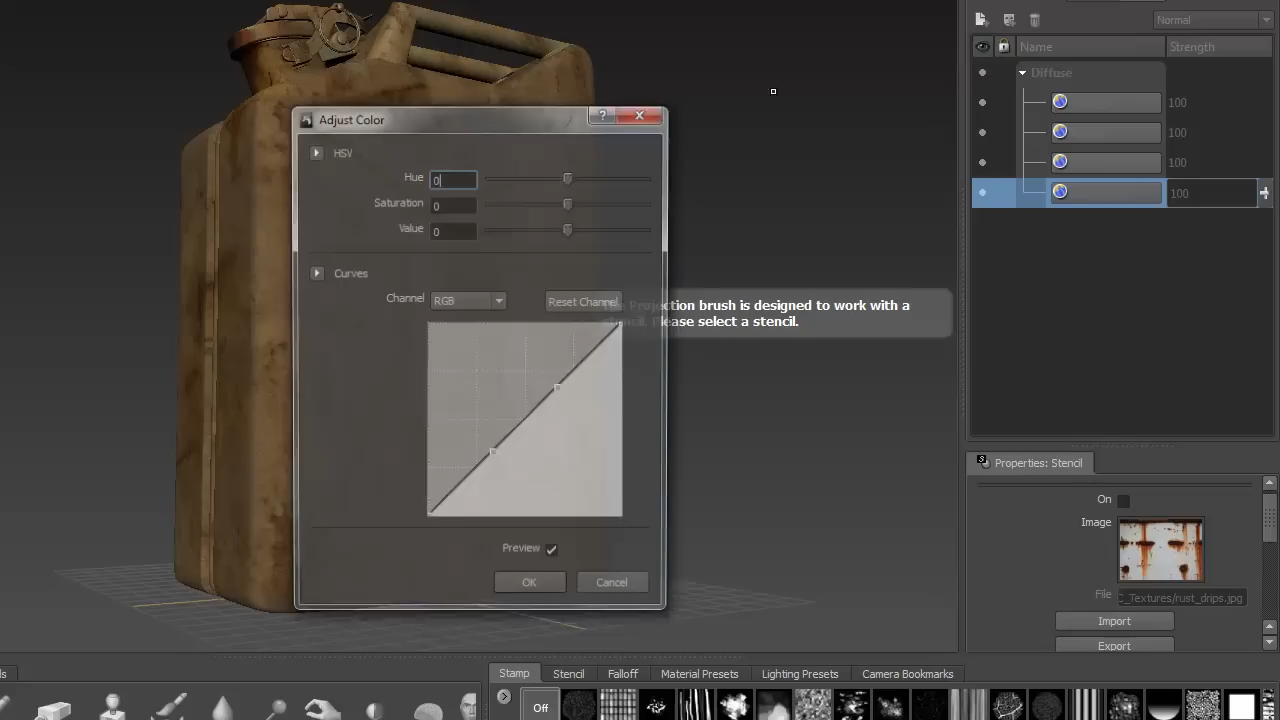 Normal
Name
Strength
Diffuse
100
100
100
100
Adjust Color
HSV
Hue 0
Saturation 0
Value 0
Curves
Channel RGB Reset Channel
Projection brush is designed to work with a
Please select a stencil.
Preview
OK Cancel
Properties: Stencil
On
Image
File C_Textures/rust_drips.jpg
Import
Export
Stamp Stencil Falloff Material Presets Lighting Presets Camera Bookmarks
Off